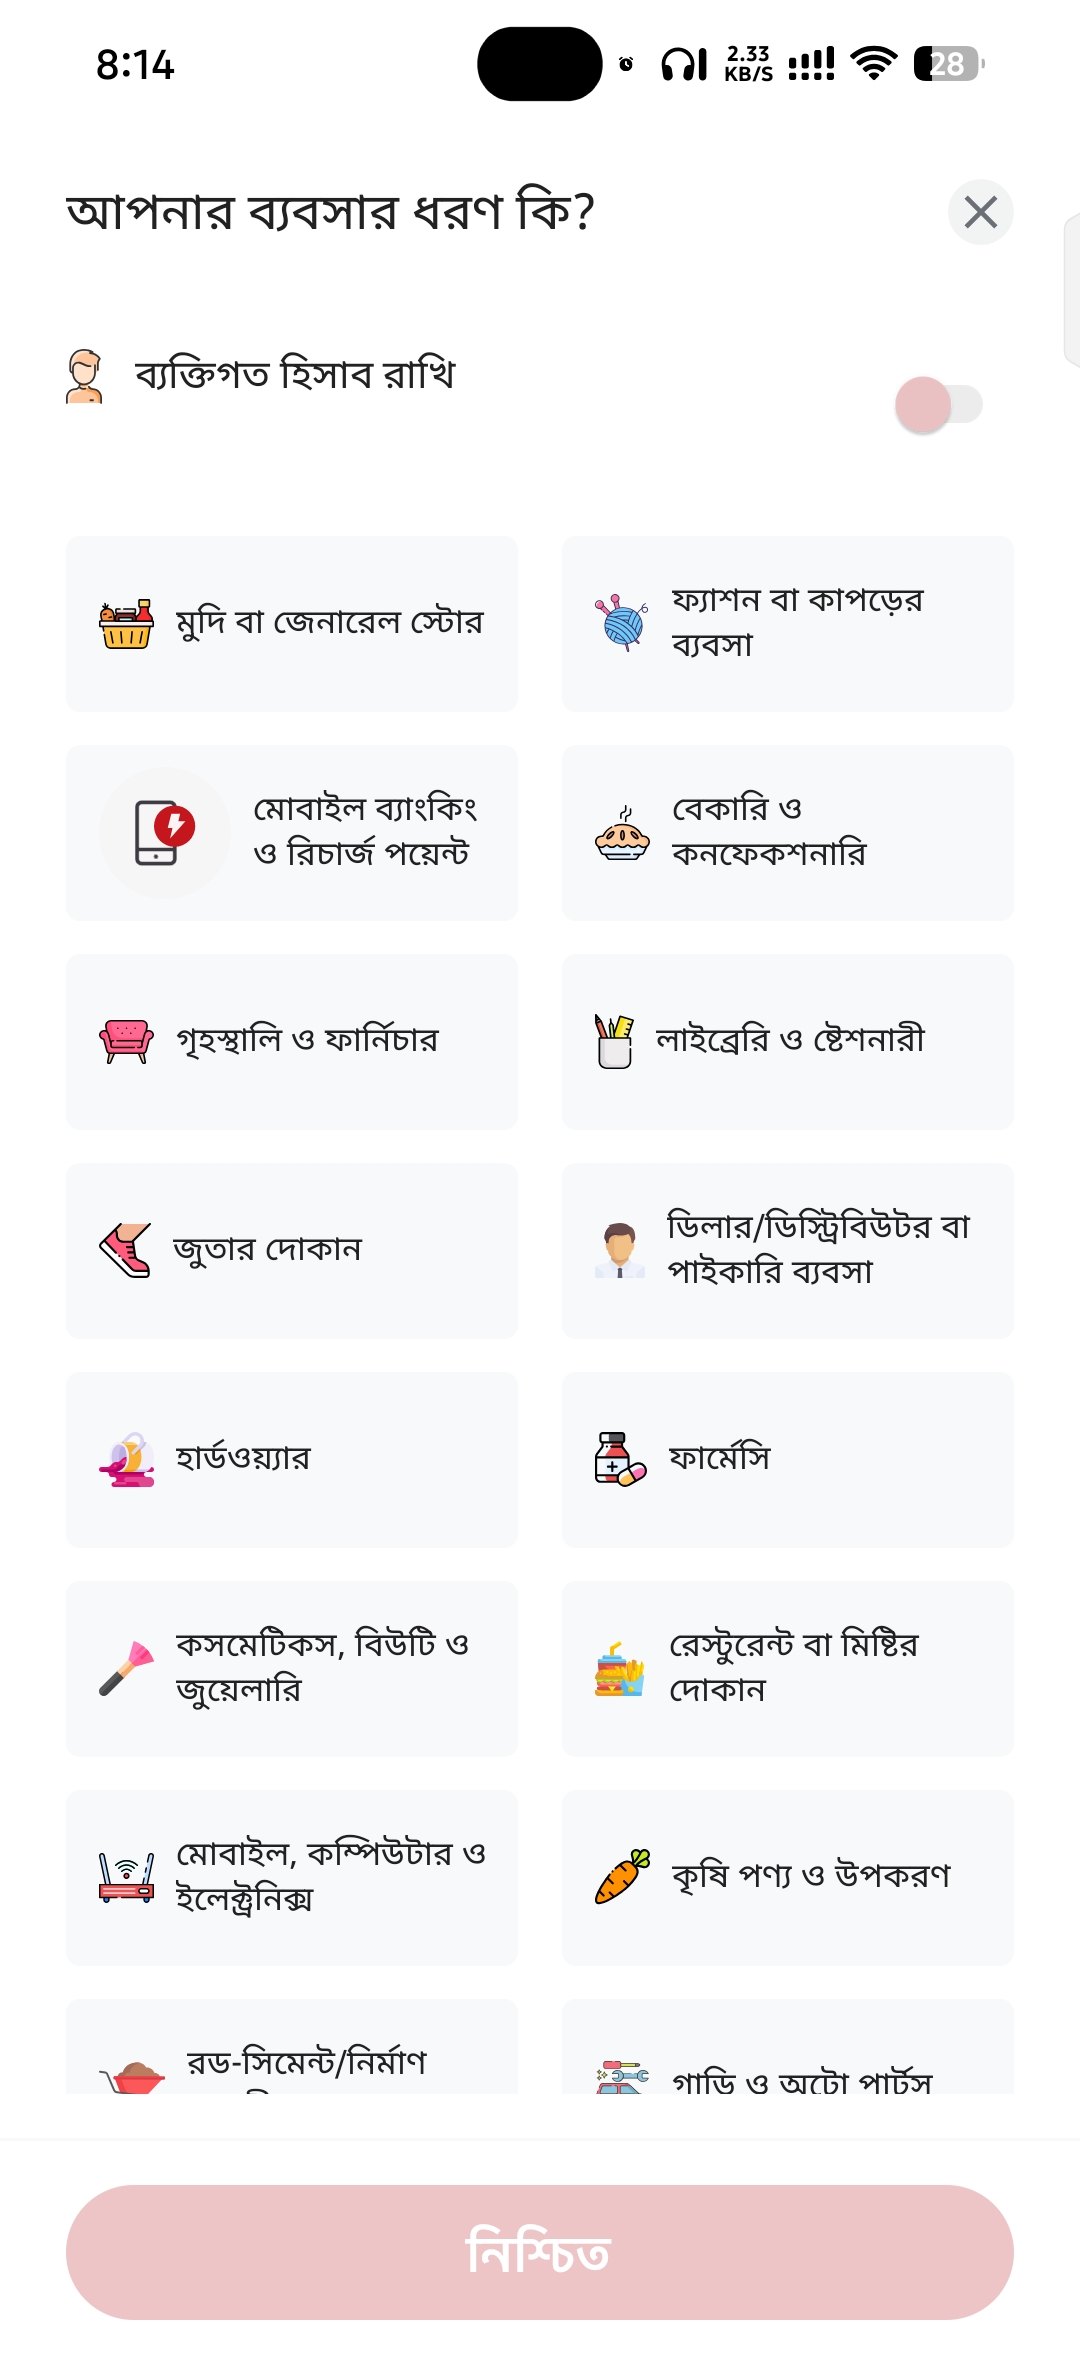 8:14
2.33
KB/S
28
আপনার ব্যবসার ধরণ কি?
ব্যক্তিগত হিসাব রাখি
মুদি বা জেনারেল স্টোর
ফ্যাশন বা কাপড়ের
ব্যবসা
মোবাইল ব্যাংকিং
ও রিচার্জ পয়েন্ট
বেকারি ও
কনফেকশনারি
গৃহস্থালি ও ফার্নিচার
লাইব্রেরি ও ষ্টেশনারী
জুতার দোকান
ডিলার/ডিস্ট্রিবিউটর বা
পাইকারি ব্যবসা
হার্ডওয়্যার
ফার্মেসি
কসমেটিকস, বিউটি ও
জুয়েলারি
রেস্টুরেন্ট বা মিষ্টির
দোকান
মোবাইল, কম্পিউটার ও
ইলেক্ট্রনিক্স
কৃষি পণ্য ও উপকরণ
রড-সিমেন্ট/নির্মাণ
গাড়ি ও অটো পার্টস
নিশ্চিত